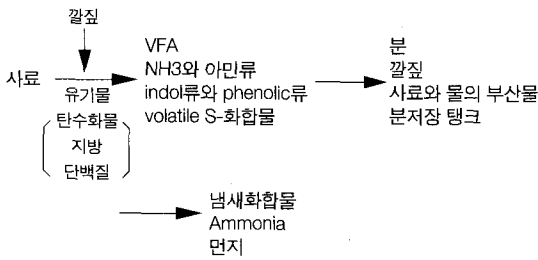 깔짚
사료
유기물
탄수화물
지방
단백질
VFA
NH3와 아민류
indol류와 phenolic류
volatile S-화합물
분
깔짚
사료와 물의 부산물
분저장 탱크
냄새화합물
Ammonia
먼지